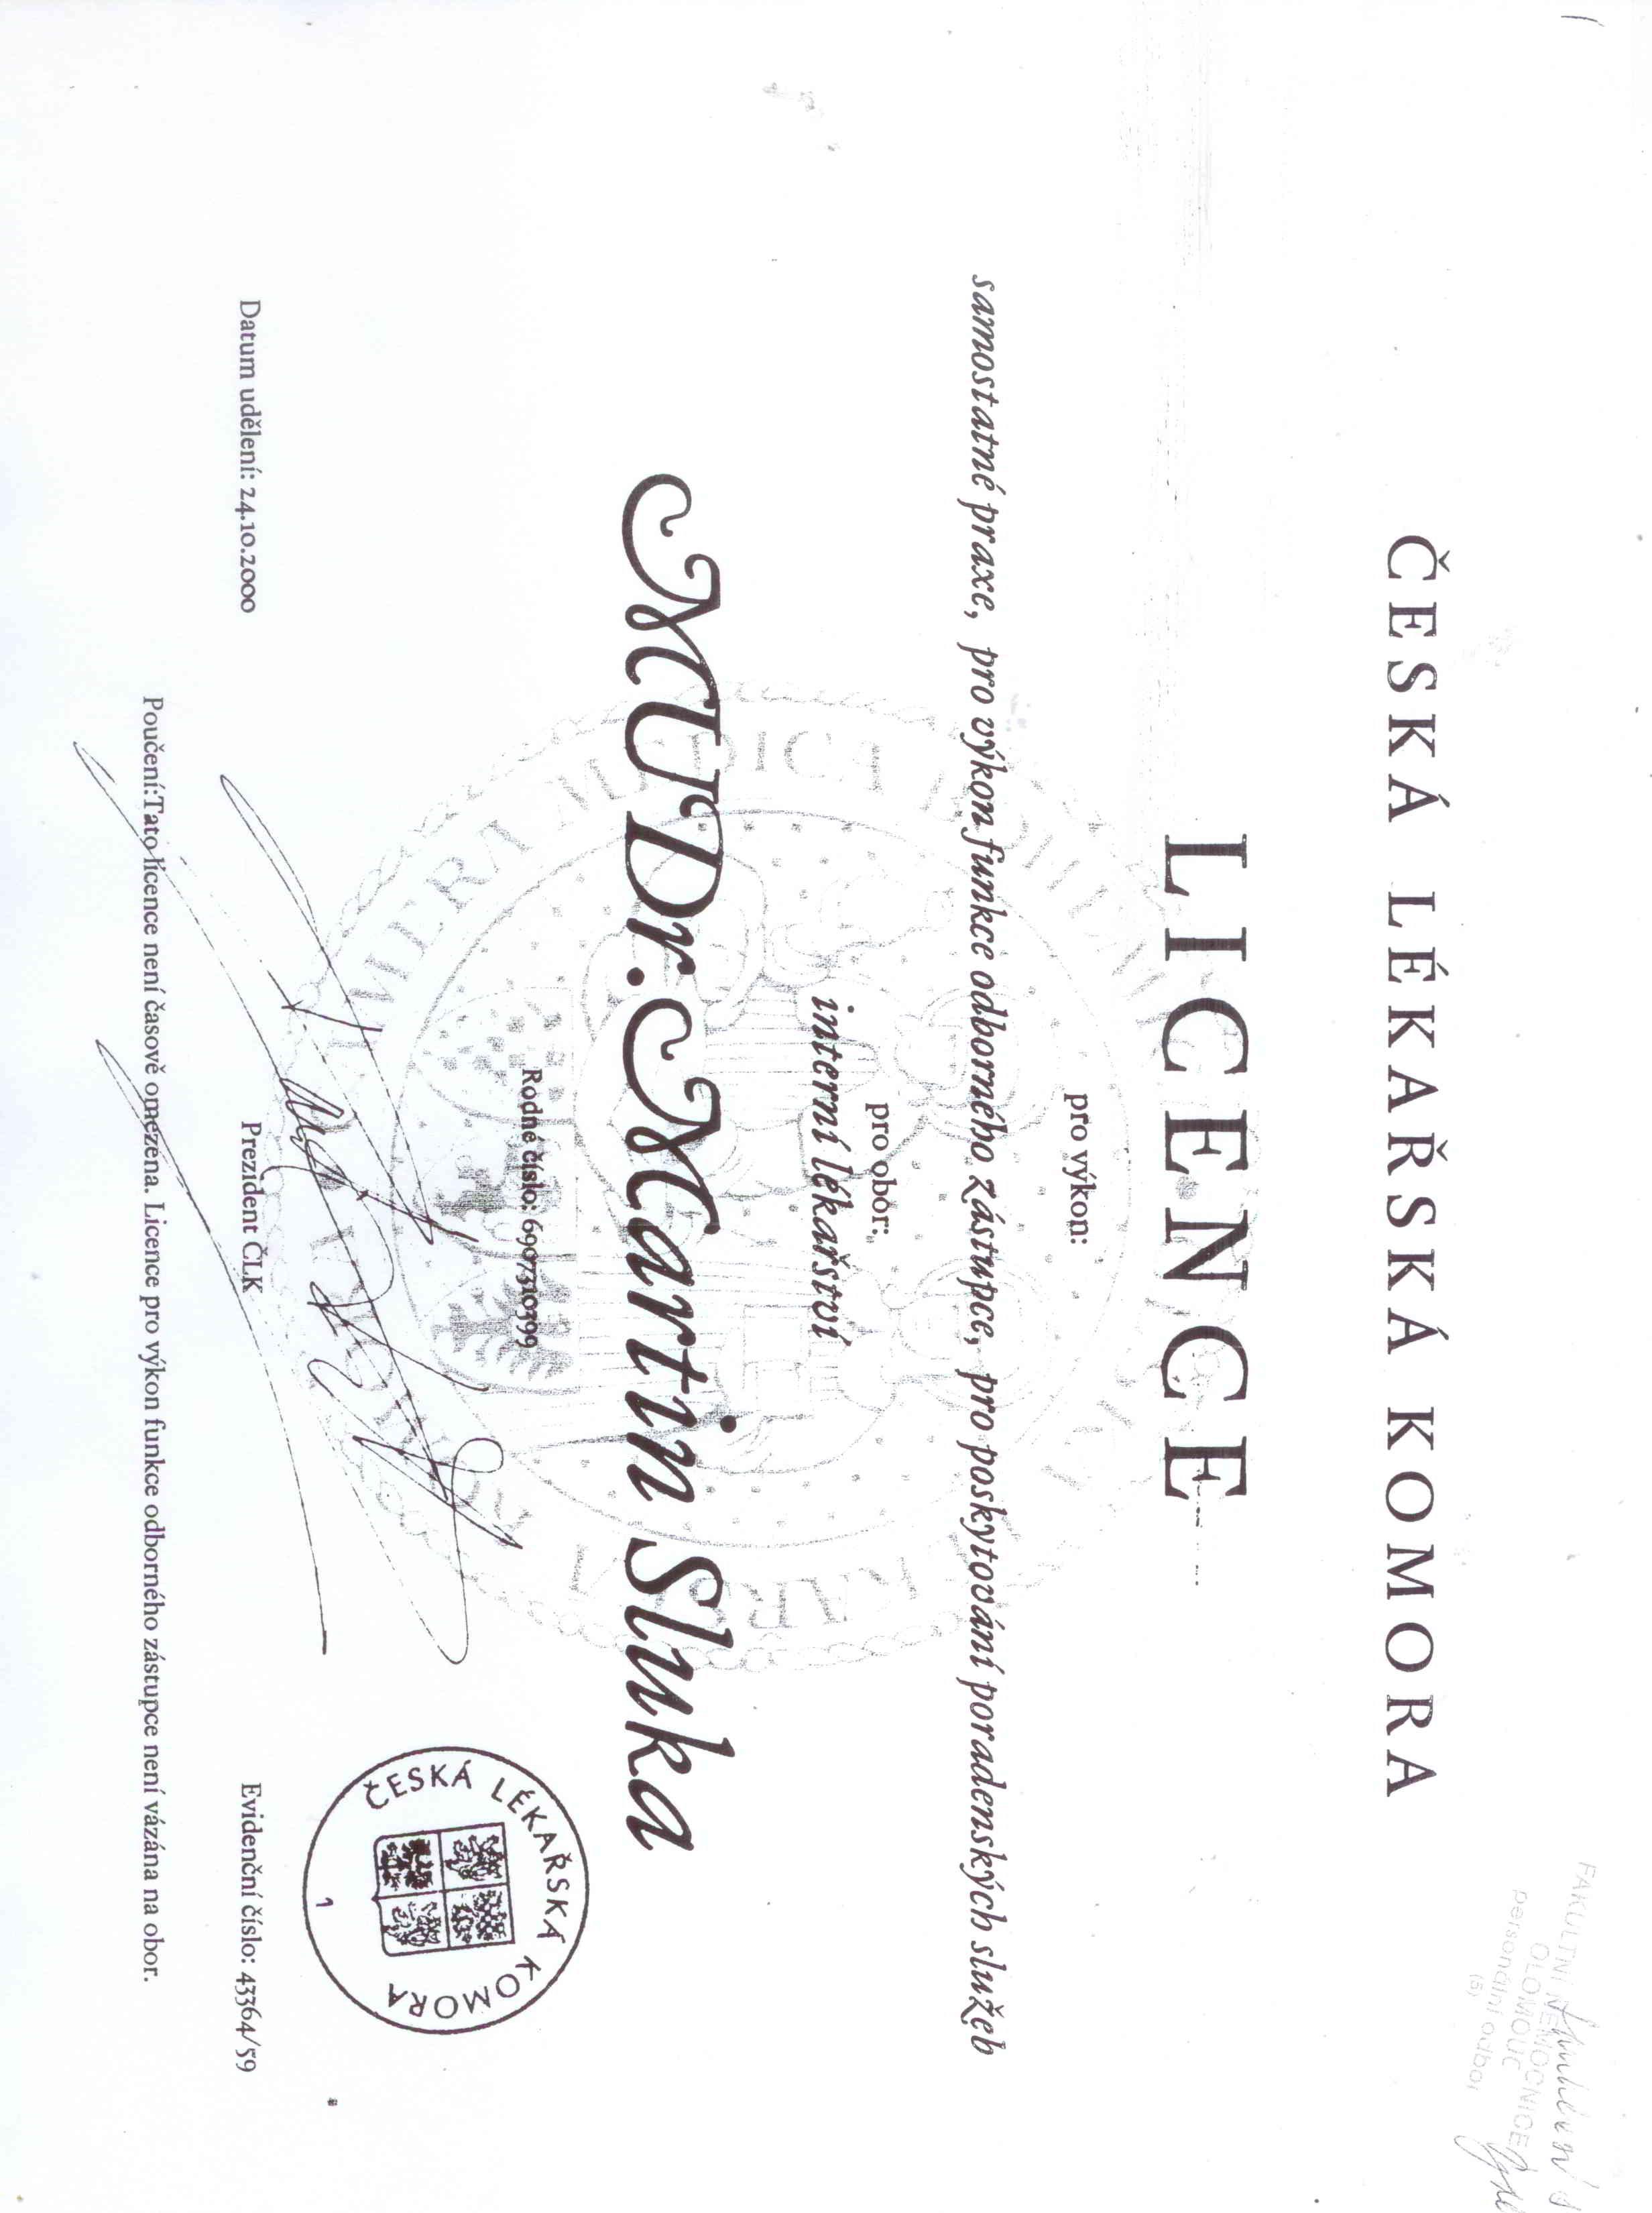 FAKULTNÍ NEMOCNICE
OLOMOUC
personální odbor
(5)
ČESKÁ LÉKAŘSKÁ KOMORA
LICENCE
pro výkon:
samostatné praxe, pro výkon funkce odborného zástupce, pro poskytování poradenských služeb
pro obor:
interní lékařství
MUDr. Martin Sluka
Rodné číslo: 6907310399
ČESKÁ LÉKAŘSKÁ KOMORA
1
Datum udělení: 24.10.2000
Prezident ČLK
Evidenční číslo: 43364/59
Poučení:Tato licence není časově omezena. Licence pro výkon funkce odborného zástupce není vázána na obor.